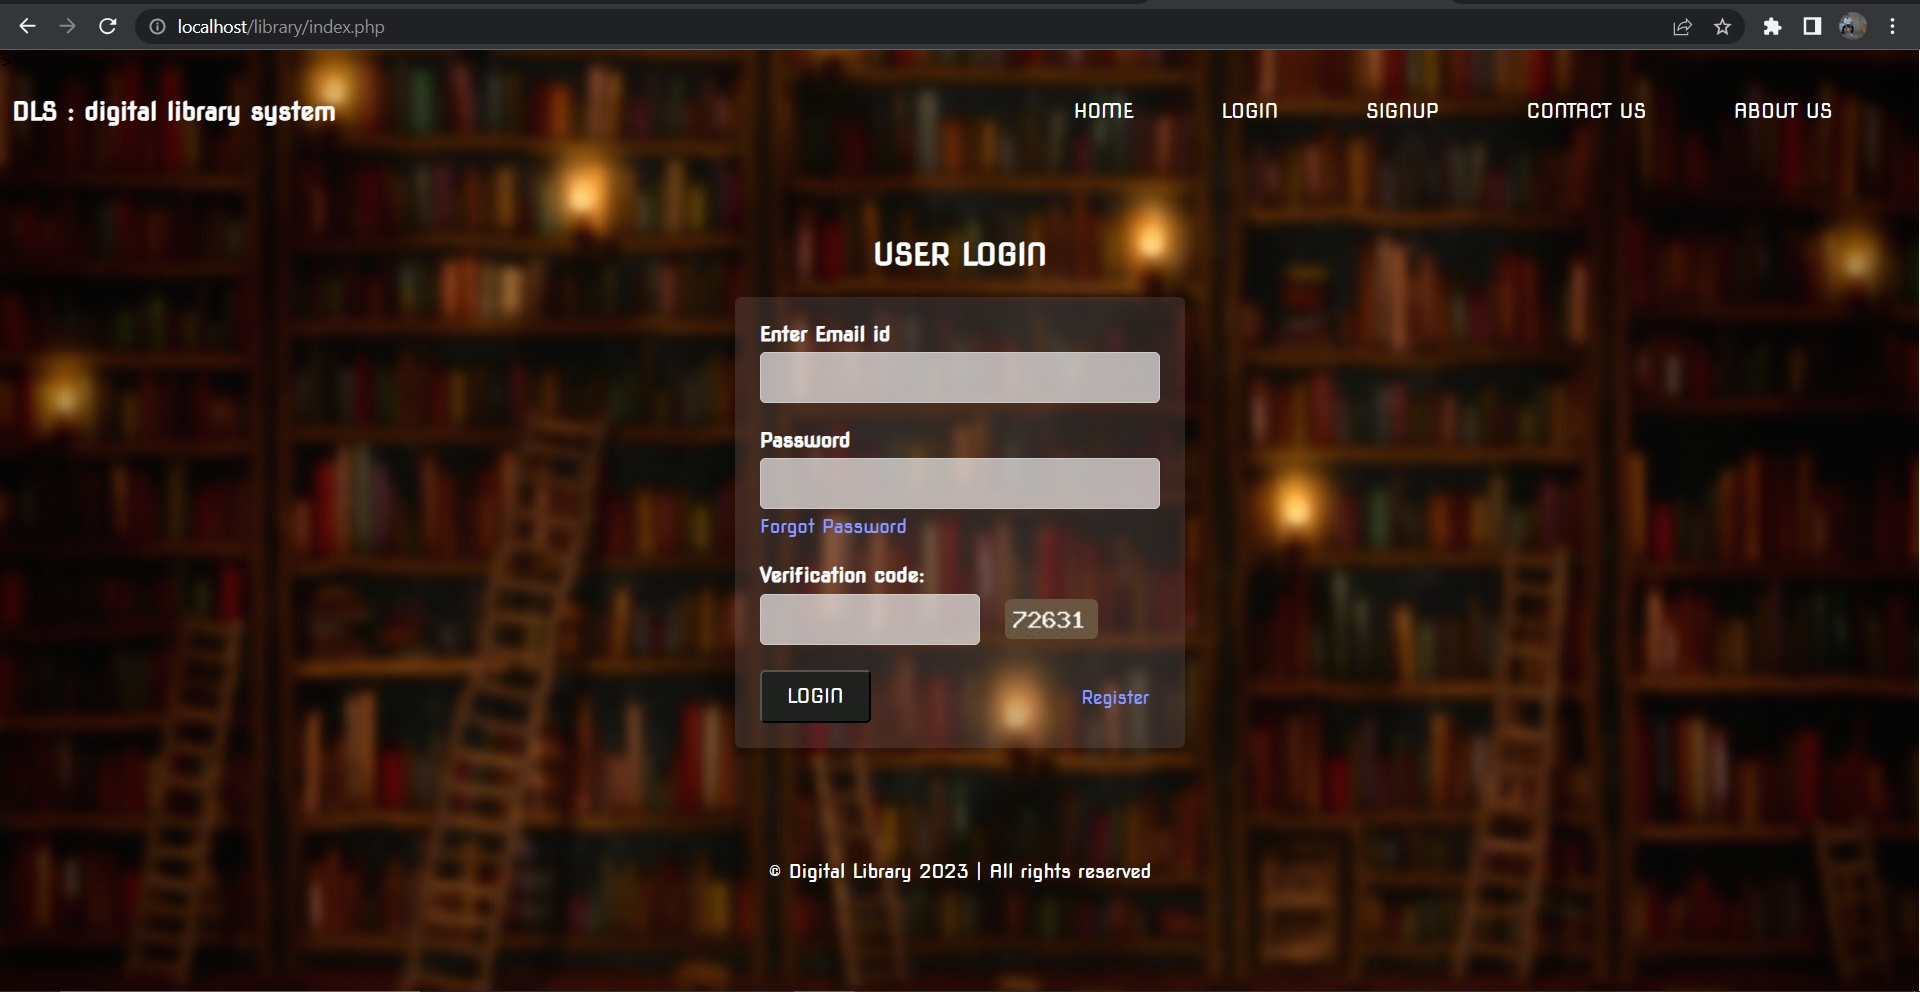 localhost/library/index.php
>
DLS : digital library system
HOME
LOGIN
SIGNUP
CONTACT US
ABOUT US
USER LOGIN
Enter Email id
Password
Forgot Password
Verification code:
72631
LOGIN
Register
© Digital Library 2023 | All rights reserved